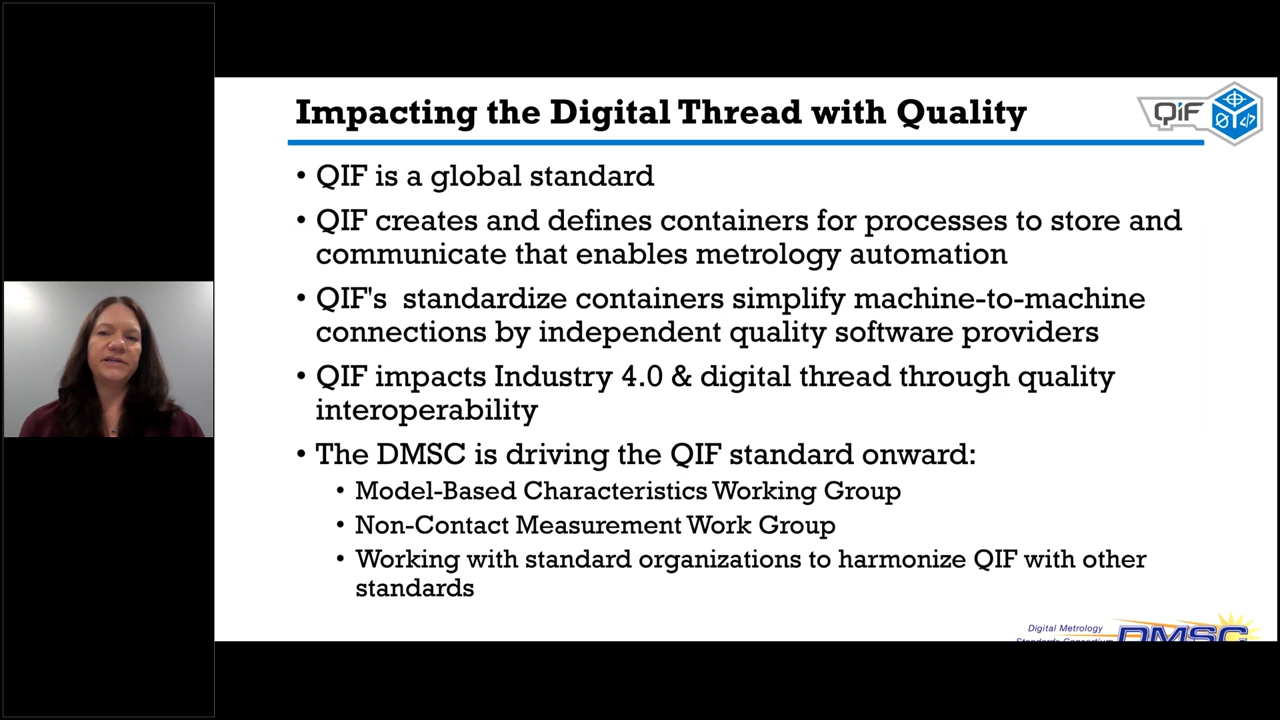 Impacting the Digital Thread with Quality
QIF
• QIF is a global standard
• QIF creates and defines containers for processes to store and
communicate that enables metrology automation
• QIF's  standardize containers simplify machine-to-machine
connections by independent quality software providers
• QIF impacts Industry 4.0 & digital thread through quality
interoperability
• The DMSC is driving the QIF standard onward:
• Model-Based Characteristics Working Group
• Non-Contact Measurement Work Group
• Working with standard organizations to harmonize QIF with other
standards
Digital Metrology
Standards Consortium
DMSC